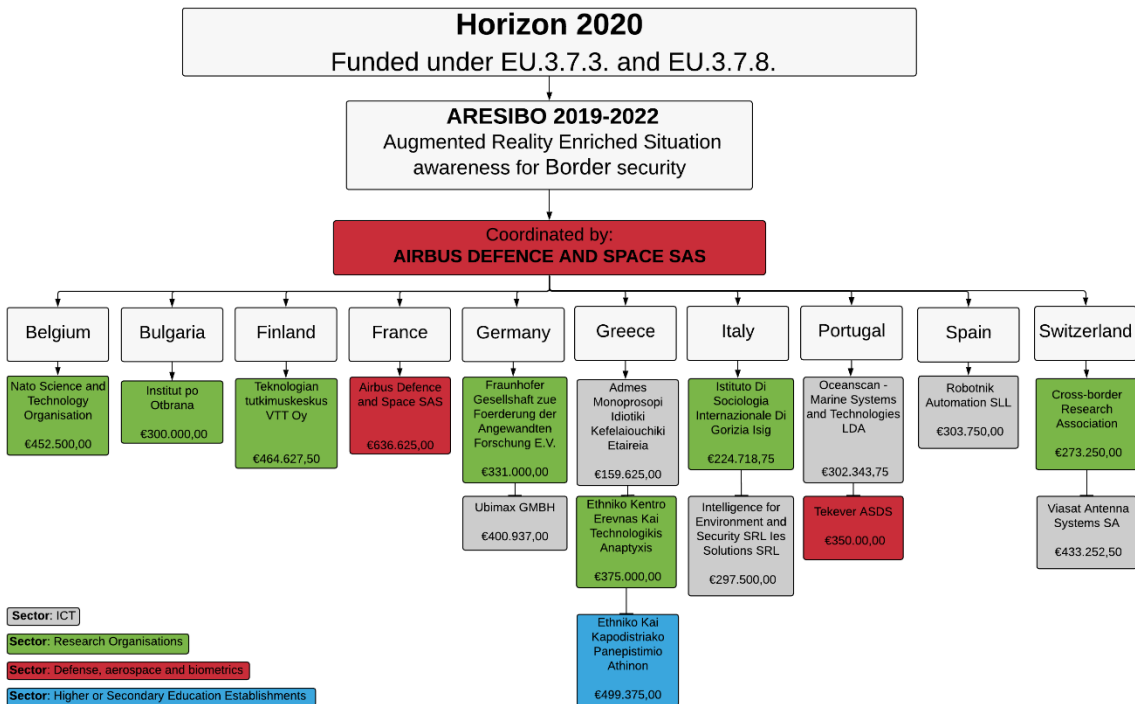 Horizon 2020
Funded under EU.3.7.3. and EU.3.7.8.
ARESIBO 2019-2022
Augmented Reality Enriched Situation
awareness for Border security
Coordinated by:
AIRBUS DEFENCE AND SPACE SAS
Belgium
Nato Science and
Technology
Organisation
€452.500,00
Bulgaria
Institut po
Otbrana
€300.000,00
Finland
Teknologian
tutkimuskeskus
VTT Oy
€464.627,50
France
Airbus Defence
and Space SAS
€636.625,00
Germany
Fraunhofer
Gesellschaft zue
Foerderung der
Angewandten
Forschung E.V.
€331.000,00
Ubimax GMBH
€400.937,00
Greece
Admes
Monoprosopi
Idiotiki
Kefelaiouchiki
Etaireia
€159.625,00
Ethniko Kentro
Erevnas Kai
Technologikis
Anaptyxis
€375.000,00
Ethniko Kai
Kapodistriako
Panepistimio
Athinon
€499.375,00
Italy
Istituto Di
Sociologia
Internazionale Di
Gorizia Isig
€224.718,75
Intelligence for
Environment and
Security SRL Ies
Solutions SRL
€297.500,00
Portugal
Oceanscan -
Marine Systems
and Technologies
LDA
€302.343,75
Tekever ASDS
€350.00,00
Spain
Robotnik
Automation SLL
€303.750,00
Switzerland
Cross-border
Research
Association
€273.250,00
Viasat Antenna
Systems SA
€433.252,50
Sector: ICT
Sector: Research Organisations
Sector: Defense, aerospace and biometrics
Sector: Higher or Secondary Education Establishments